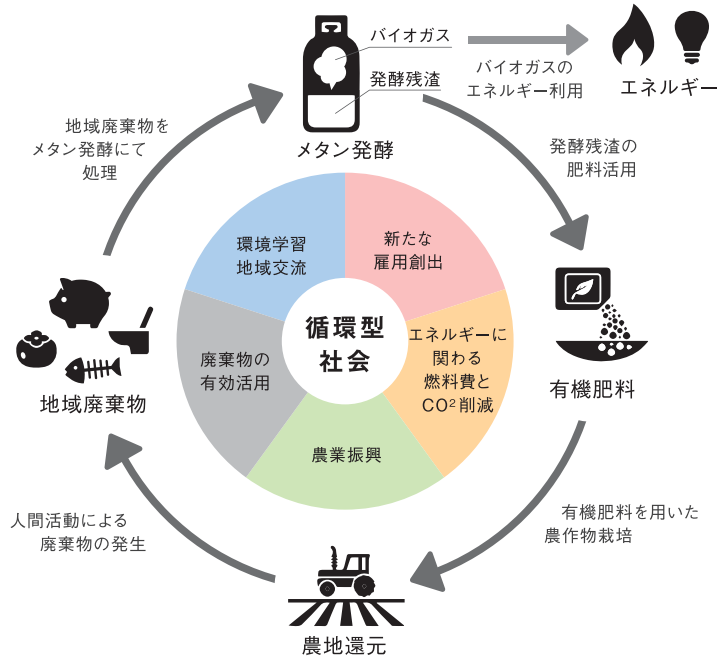 バイオガス
発酵残渣
メタン発酵
バイオガスの
エネルギー利用
エネルギー
発酵残渣の
肥料活用
有機肥料
有機肥料を用いた
農作物栽培
農地還元
人間活動による
廃棄物の発生
地域廃棄物
地域廃棄物を
メタン発酵にて
処理
循環型
社会
新たな
雇用創出
エネルギーに
関わる
燃料費と
CO²削減
農業振興
廃棄物の
有効活用
環境学習
地域交流